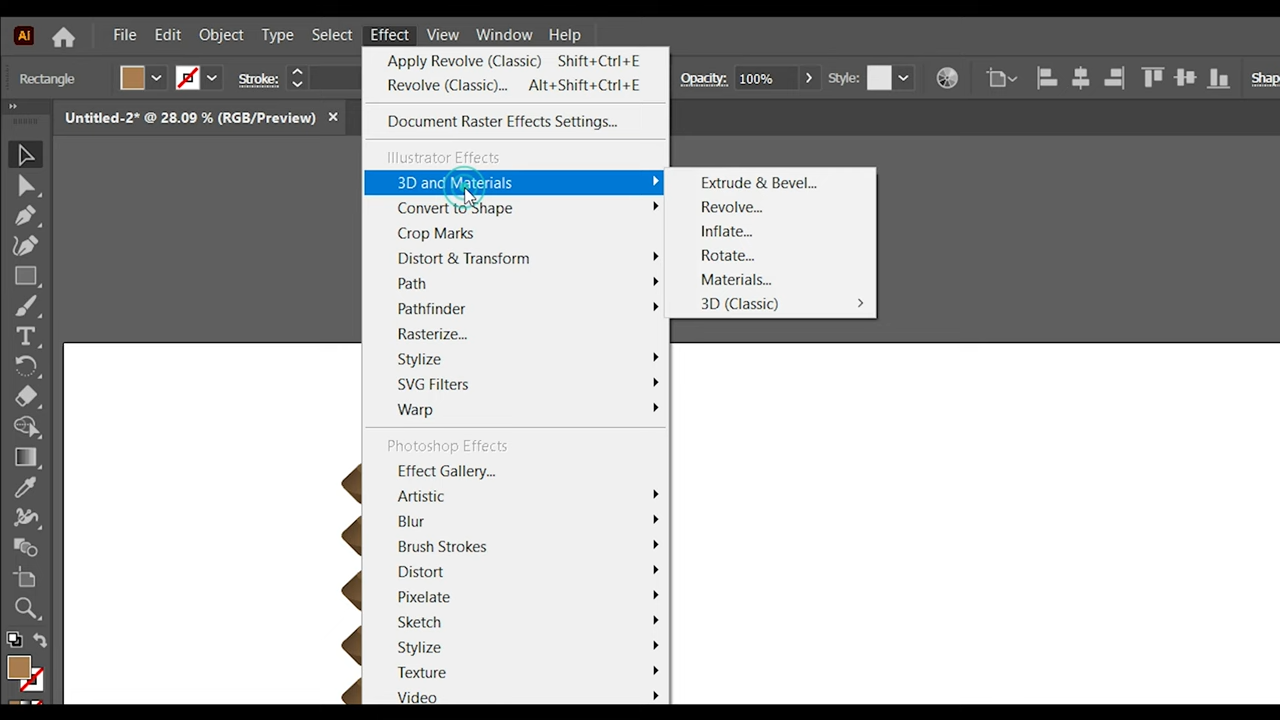 Ai File Edit Object Type Select Effect View Window Help
Rectangle Stroke: Opacity: 100% Style:
Untitled-2* @ 28.09 % (RGB/Preview) ×
Apply Revolve (Classic) Shift+Ctrl+E
Revolve (Classic)... Alt+Shift+Ctrl+E
Document Raster Effects Settings...
Illustrator Effects
3D and Materials
Convert to Shape
Crop Marks
Distort & Transform
Path
Pathfinder
Rasterize...
Stylize
SVG Filters
Warp
Photoshop Effects
Effect Gallery...
Artistic
Blur
Brush Strokes
Distort
Pixelate
Sketch
Stylize
Texture
Video
Extrude & Bevel...
Revolve...
Inflate...
Rotate...
Materials...
3D (Classic)